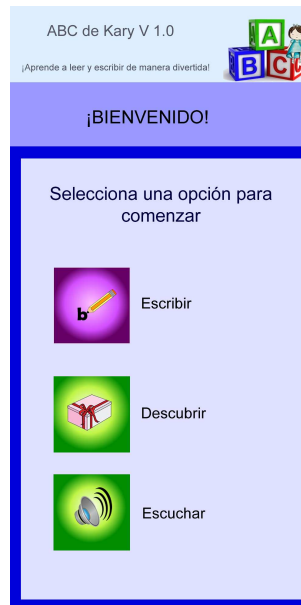 ABC de Kary V 1.0
A
¡Aprende a leer y escribir de manera divertida!
B C
¡BIENVENIDO!
Selecciona una opción para
comenzar
b
Escribir
Descubrir
Escuchar